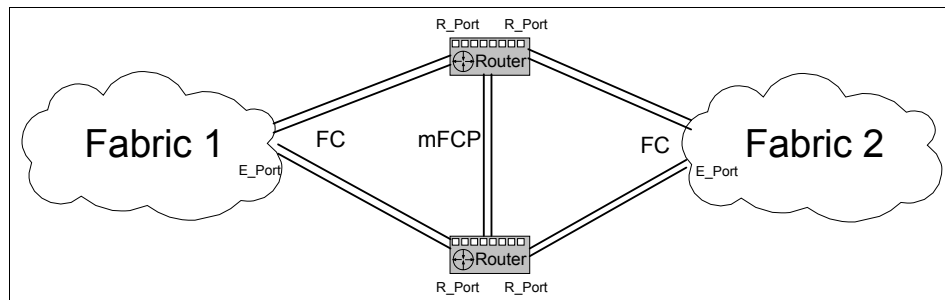 R_Port R_Port
Router
Fabric 1
FC
mFCP
FC
Fabric 2
E_Port
E_Port
Router
R_Port R_Port